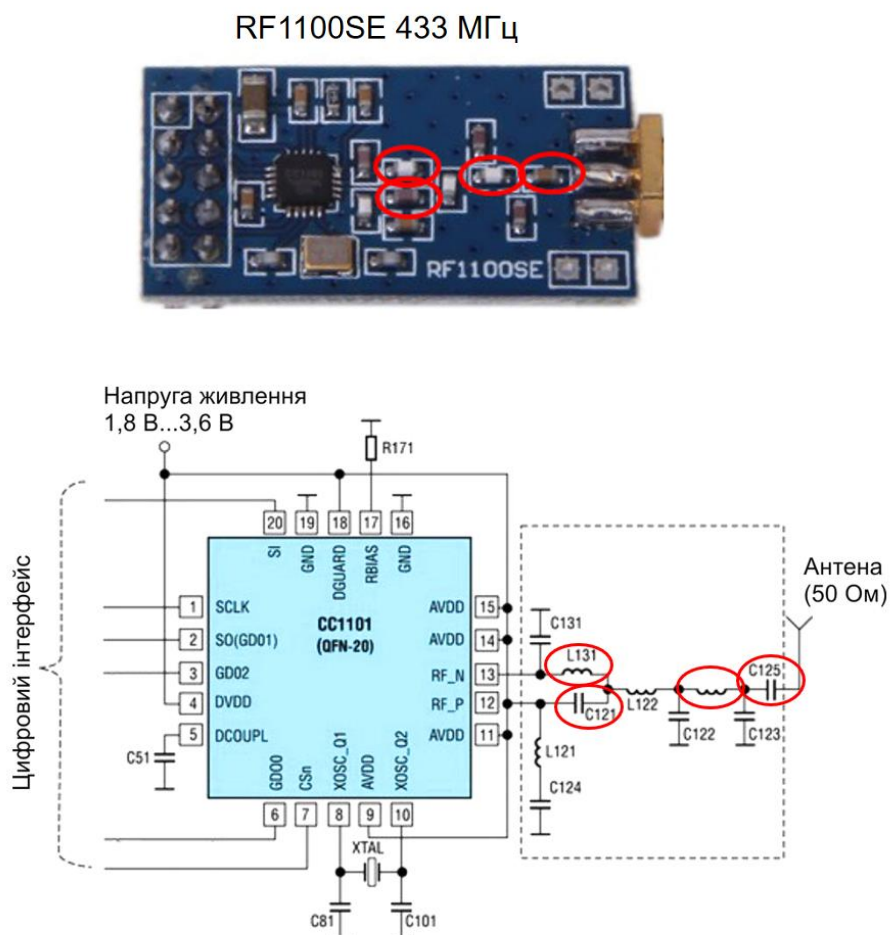 RF1100SE 433 МГц
CC1101
RF1100SE
Напруга живлення
1,8 В...3,6 В
R171
20
19
18
17
16
SI
GND
DGUARD
RBIAS
GND
Цифровий інтерфейс
1 SCLK
2 SO(GD01)
3 GD02
4 DVDD
5 DCOUPL
CC1101
(QFN-20)
AVDD 15
AVDD 14
RF_N 13
RF_P 12
AVDD 11
GDO0
CSn
XOSC_Q1
AVDD
XOSC_Q2
6
7
8
9
10
C51
XTAL
C81
C101
C131
L131
C121
L121
C124
L122
C122
C123
C125
Антена
(50 Ом)